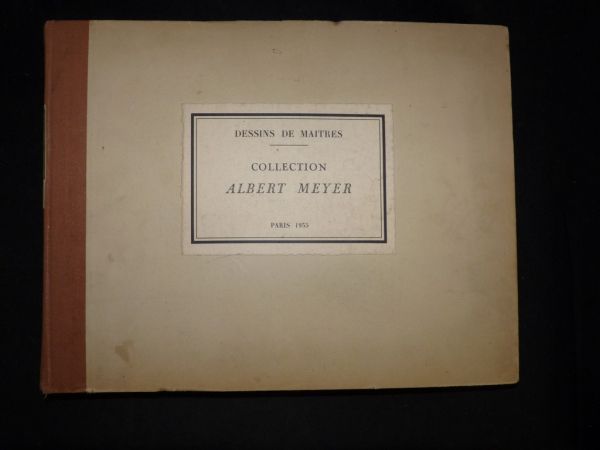 DESSINS DE MAITRES
COLLECTION
ALBERT MEYER
PARIS 1935